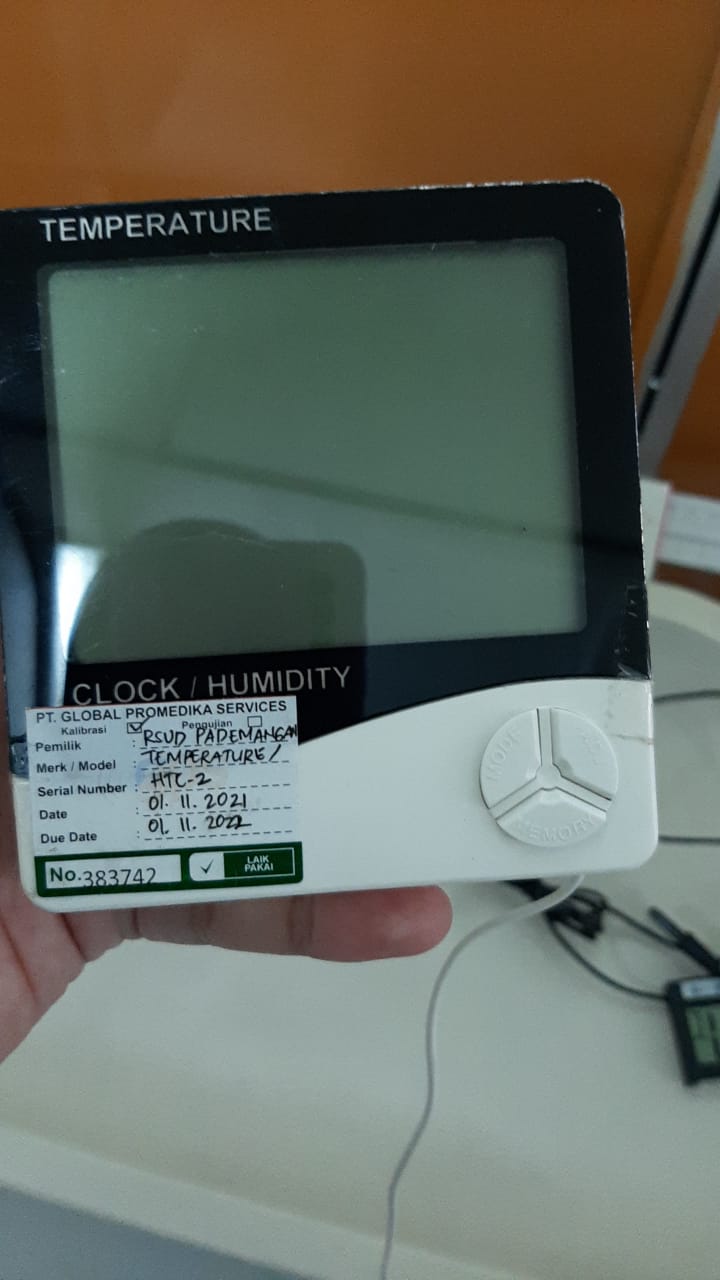 TEMPERATURE
CLOCK / HUMIDITY
PT. GLOBAL PROMEDIKA SERVICES
Kalibrasi Pengujian
Pemilik : RSUD PADEMANGAN
Merk / Model : TEMPERATURE /
Serial Number : HTC-2
Date : 01. 11. 2021
Due Date : 01. 11. 2022
No. 383742 LAIK
PAKAI
MODE ADJ
MEMORY